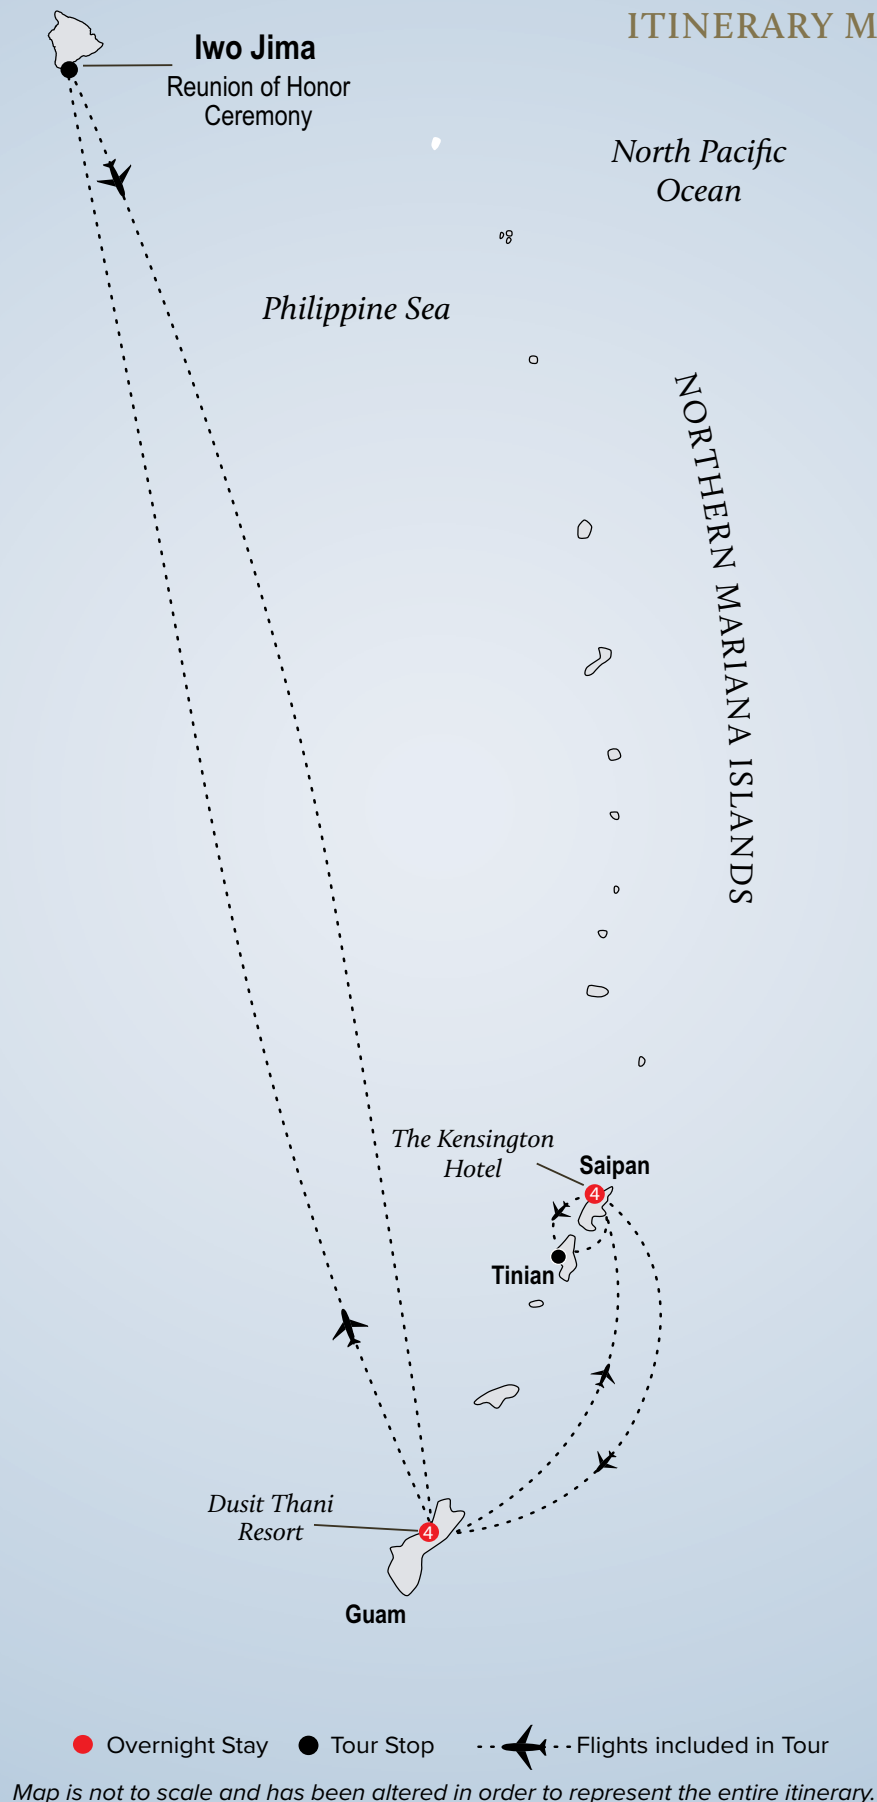 ITINERARY M
Iwo Jima
Reunion of Honor
Ceremony
North Pacific
Ocean
Philippine Sea
NORTHERN MARIANA ISLANDS
The Kensington
Hotel
Saipan
4
Tinian
Dusit Thani
Resort
4
Guam
Overnight Stay
Tour Stop
Flights included in Tour
Map is not to scale and has been altered in order to represent the entire itinerary.